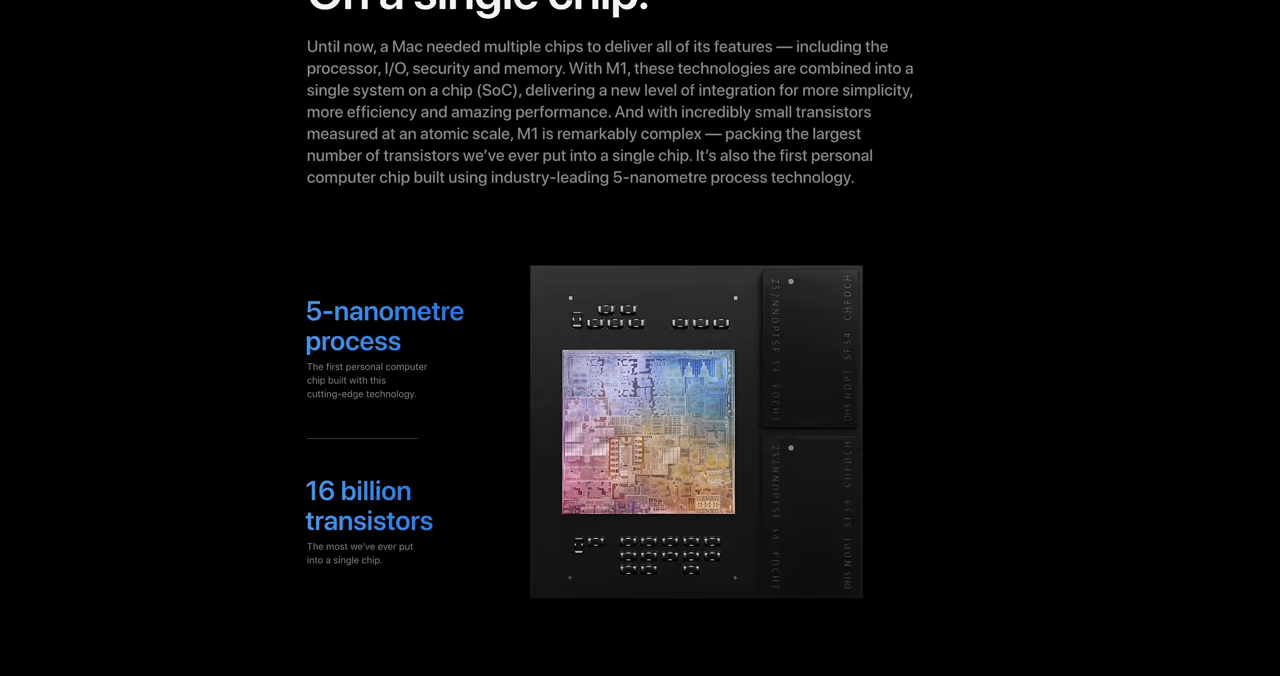 On a single chip.
Until now, a Mac needed multiple chips to deliver all of its features — including the
processor, I/O, security and memory. With M1, these technologies are combined into a
single system on a chip (SoC), delivering a new level of integration for more simplicity,
more efficiency and amazing performance. And with incredibly small transistors
measured at an atomic scale, M1 is remarkably complex — packing the largest
number of transistors we’ve ever put into a single chip. It’s also the first personal
computer chip built using industry-leading 5-nanometre process technology.
5-nanometre
process
The first personal computer
chip built with this
cutting-edge technology.
16 billion
transistors
The most we’ve ever put
into a single chip.